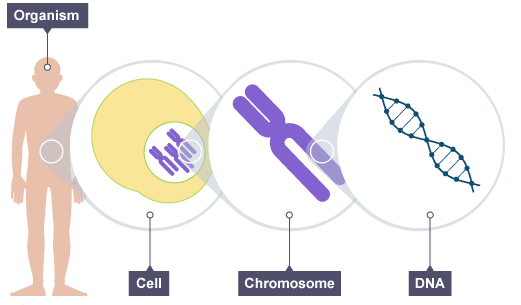 Organism
Cell
Chromosome
DNA